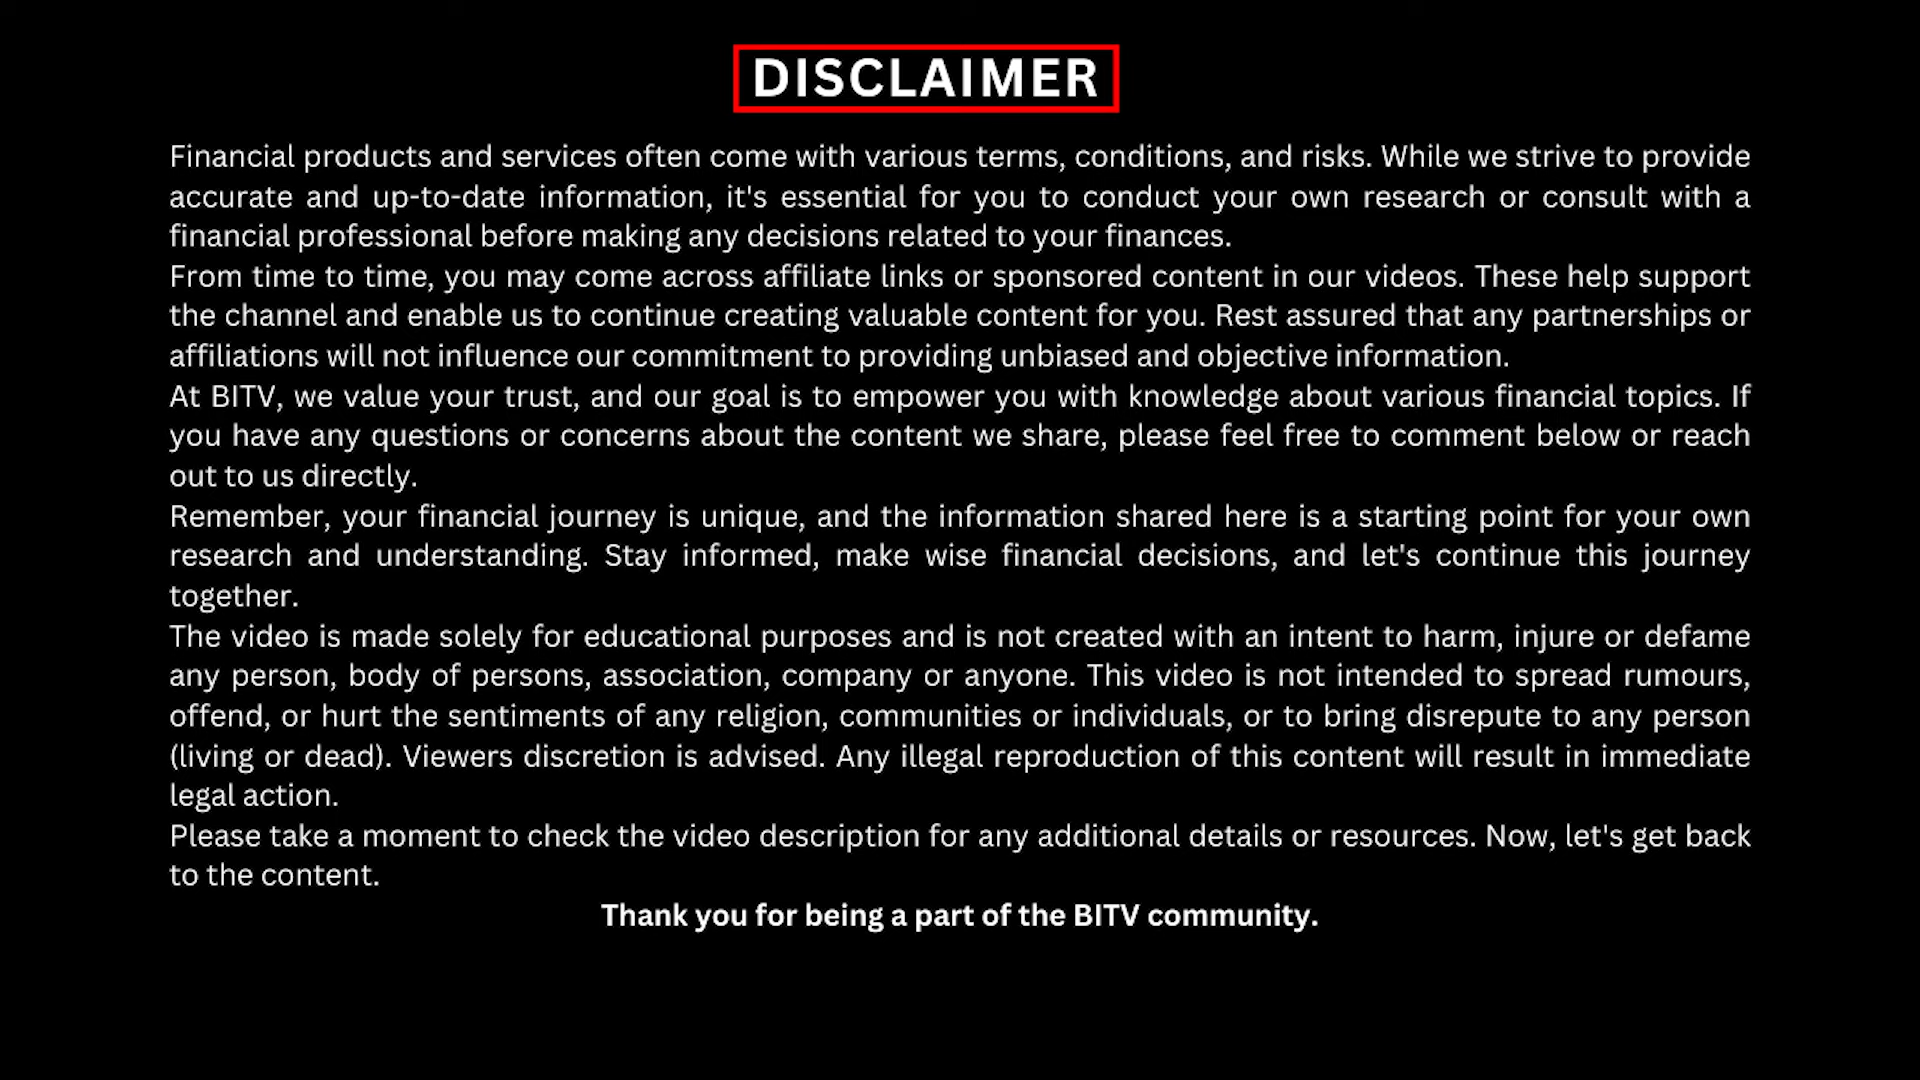 DISCLAIMER
Financial products and services often come with various terms, conditions, and risks. While we strive to provide
accurate and up-to-date information, it's essential for you to conduct your own research or consult with a
financial professional before making any decisions related to your finances.
From time to time, you may come across affiliate links or sponsored content in our videos. These help support
the channel and enable us to continue creating valuable content for you. Rest assured that any partnerships or
affiliations will not influence our commitment to providing unbiased and objective information.
At BITV, we value your trust, and our goal is to empower you with knowledge about various financial topics. If
you have any questions or concerns about the content we share, please feel free to comment below or reach
out to us directly.
Remember, your financial journey is unique, and the information shared here is a starting point for your own
research and understanding. Stay informed, make wise financial decisions, and let's continue this journey
together.
The video is made solely for educational purposes and is not created with an intent to harm, injure or defame
any person, body of persons, association, company or anyone. This video is not intended to spread rumours,
offend, or hurt the sentiments of any religion, communities or individuals, or to bring disrepute to any person
(living or dead). Viewers discretion is advised. Any illegal reproduction of this content will result in immediate
legal action.
Please take a moment to check the video description for any additional details or resources. Now, let's get back
to the content.
Thank you for being a part of the BITV community.